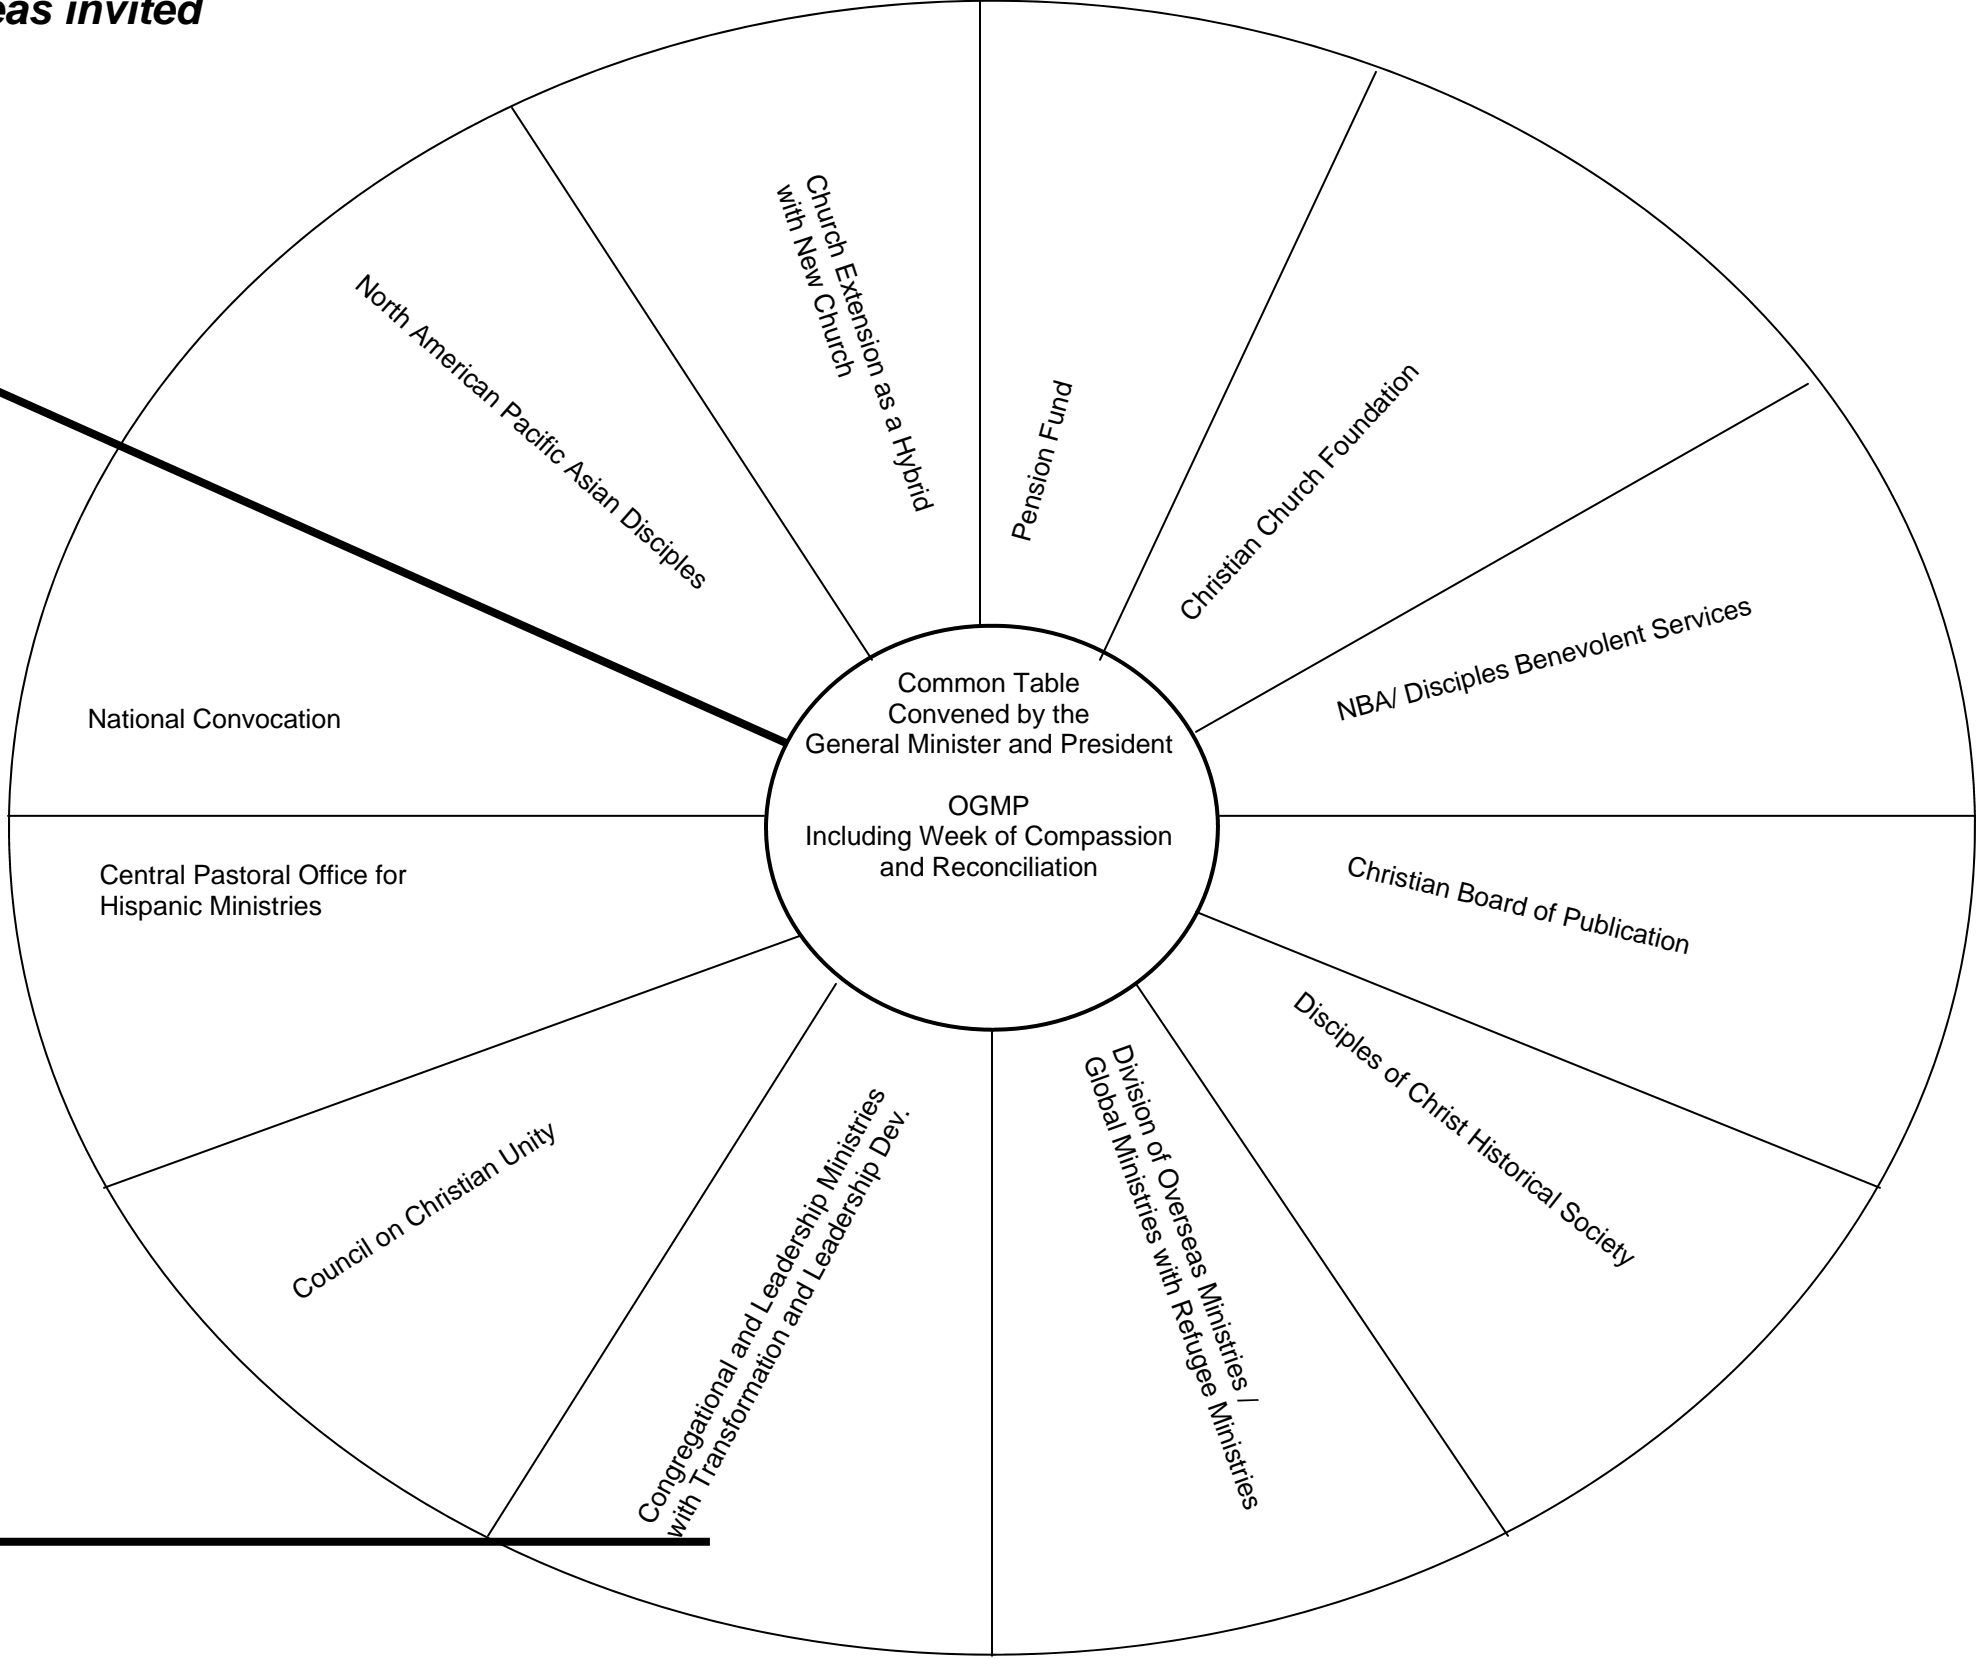 eas invited
Church Extension as a Hybrid
with New Church
North American Pacific Asian Disciples
Pension Fund
Christian Church Foundation
NBA/ Disciples Benevolent Services
National Convocation
Common Table
Convened by the
General Minister and President
OGMP
Including Week of Compassion
and Reconciliation
Central Pastoral Office for
Hispanic Ministries
Christian Board of Publication
Disciples of Christ Historical Society
Division of Overseas Ministries /
Global Ministries with Refugee Ministries
Congregational and Leadership Ministries
with Transformation and Leadership Dev.
Council on Christian Unity